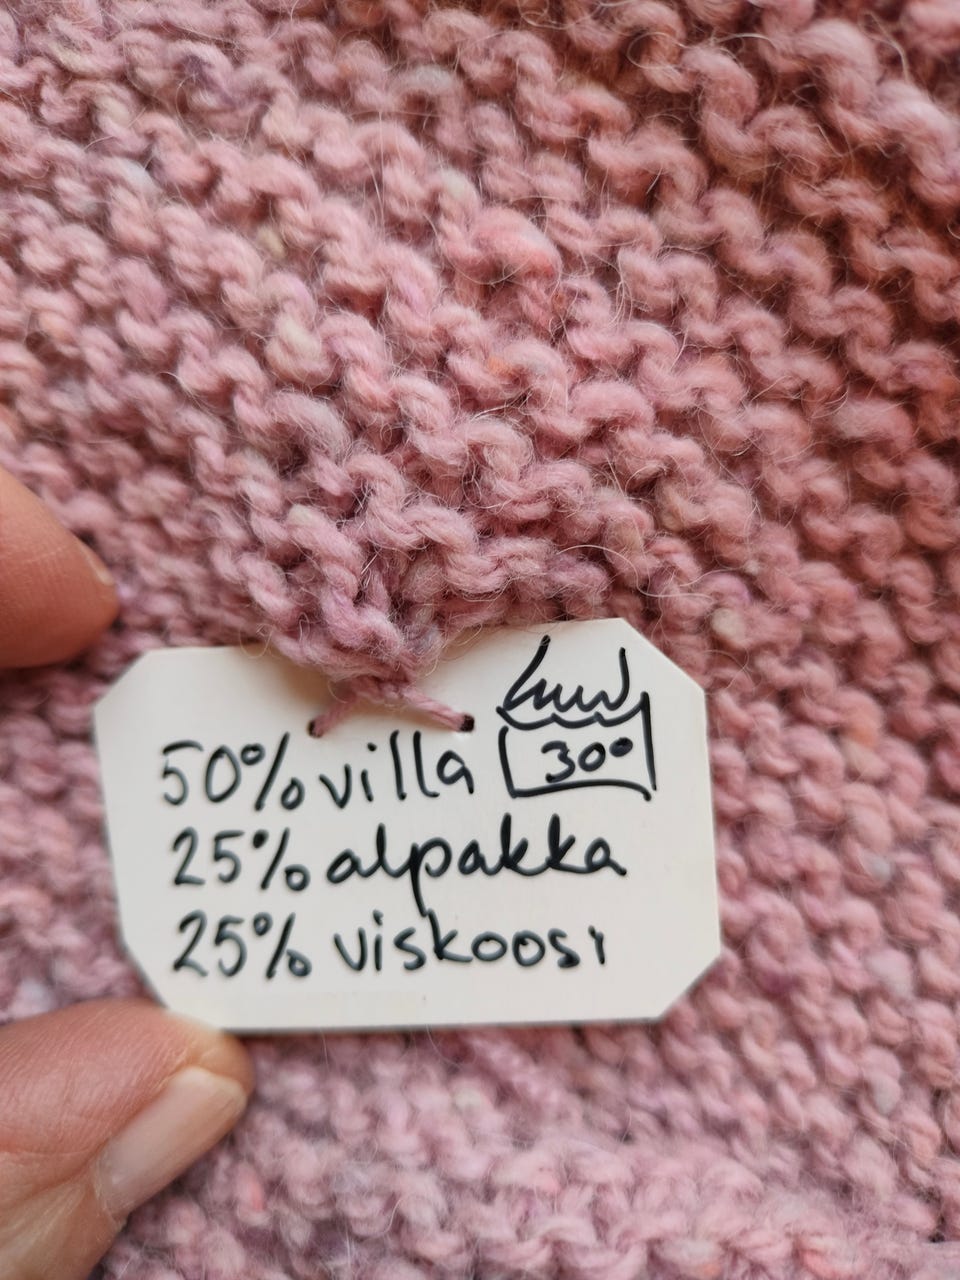 30°
50% villa
25% alpakka
25% viskoosi